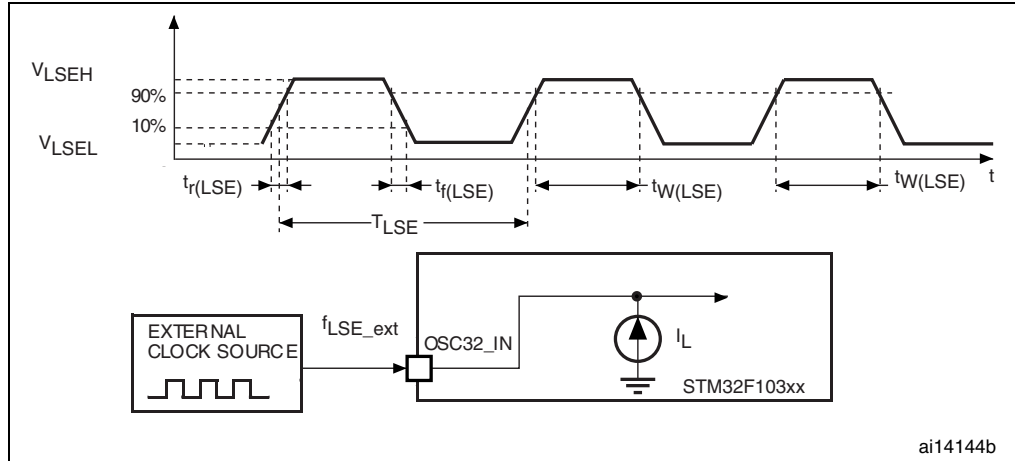 VLSEH
90%
10%
VLSEL
tr(LSE)
tf(LSE)
tW(LSE)
tW(LSE)
t
TLSE
EXTERNAL
CLOCK SOURCE
fLSE_ext
OSC32_IN
IL
STM32F103xx
ai14144b